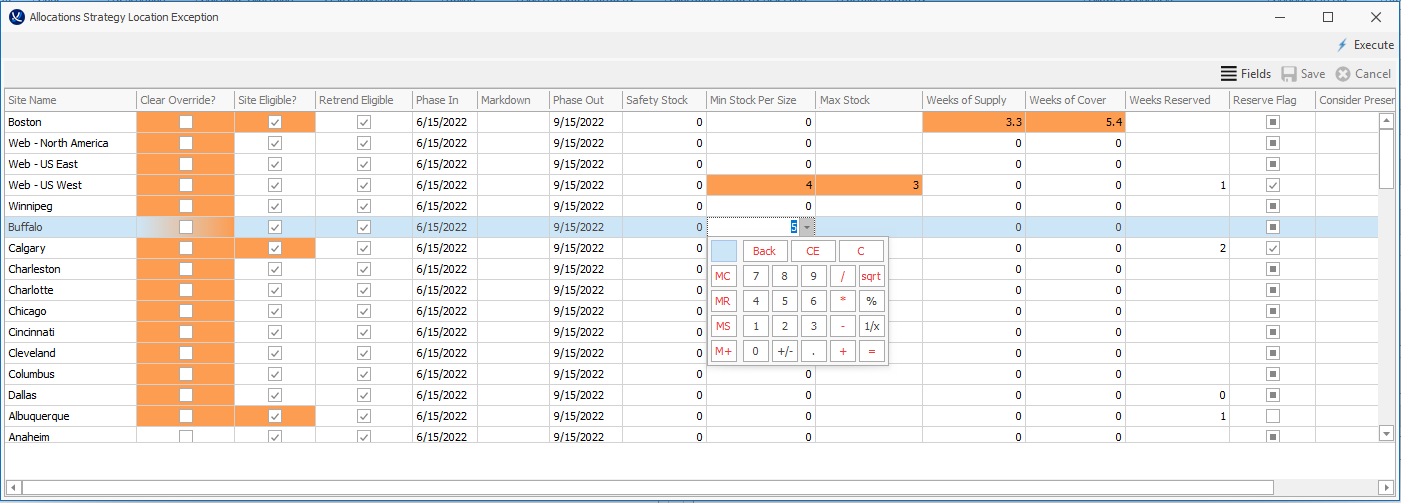 Allocations Strategy Location Exception
Execute
Fields Save Cancel
Site Name Clear Override? Site Eligible? Retrend Eligible Phase In Markdown Phase Out Safety Stock Min Stock Per Size Max Stock Weeks of Supply Weeks of Cover Weeks Reserved Reserve Flag Consider Preser
Boston 6/15/2022 9/15/2022 0 0 3.3 5.4
Web - North America 6/15/2022 9/15/2022 0 0 0 0
Web - US East 6/15/2022 9/15/2022 0 0 0 0
Web - US West 6/15/2022 9/15/2022 0 4 3 0 0 1
Winnipeg 6/15/2022 9/15/2022 0 0 0 0
Buffalo 6/15/2022 9/15/2022 0 5 0 0
Calgary 6/15/2022 9/15/2022 0 0 0 2
Back CE C
Charleston 6/15/2022 9/15/2022 0 0 0
MC 7 8 9 / sqrt
Charlotte 6/15/2022 9/15/2022 0 0 0
MR 4 5 6 * %
Chicago 6/15/2022 9/15/2022 0 0 0
Cincinnati 6/15/2022 9/15/2022 0 0 0
MS 1 2 3 - 1/x
Cleveland 6/15/2022 9/15/2022 0 0 0
M+ 0 +/- . + =
Columbus 6/15/2022 9/15/2022 0 0 0 0
Dallas 6/15/2022 9/15/2022 0 0 0 0 0
Albuquerque 6/15/2022 9/15/2022 0 0 0 0 1
Anaheim 6/15/2022 9/15/2022 0 0 0 0